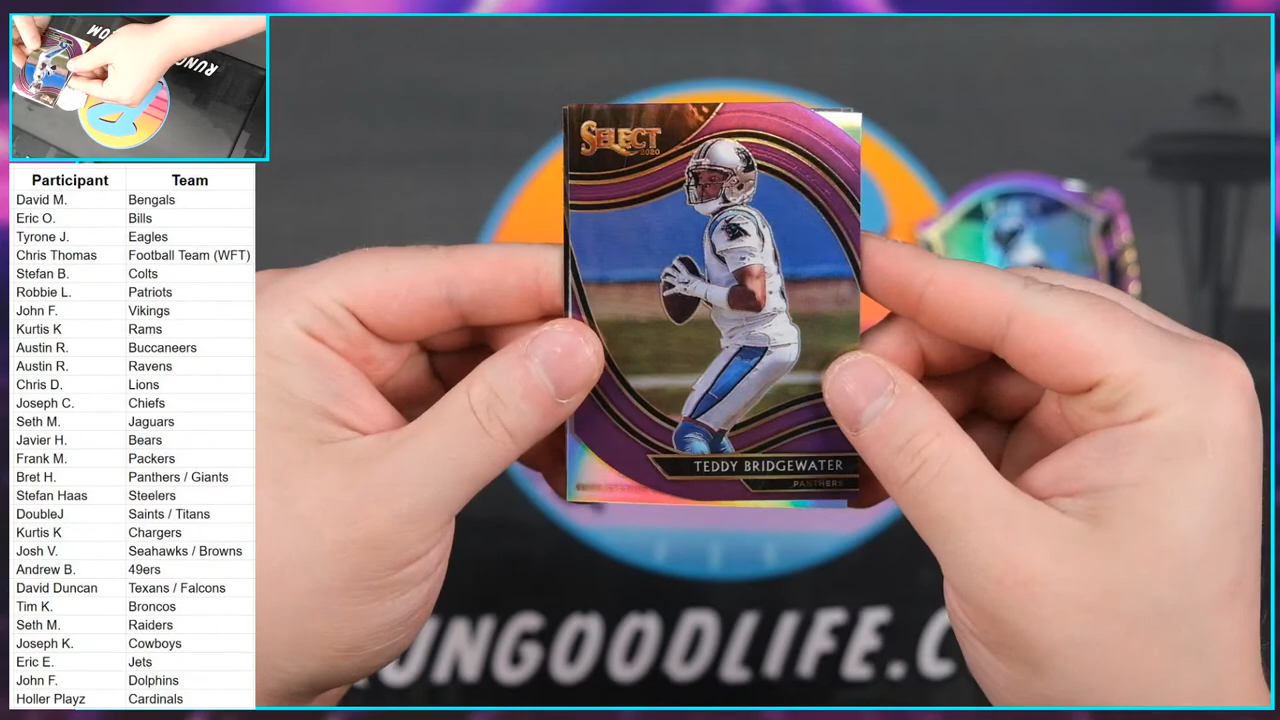 MOM
RUNGO
Participant Team
David M. Bengals
Eric O. Bills
Tyrone J. Eagles
Chris Thomas Football Team (WFT)
Stefan B. Colts
Robbie L. Patriots
John F. Vikings
Kurtis K Rams
Austin R. Buccaneers
Austin R. Ravens
Chris D. Lions
Joseph C. Chiefs
Seth M. Jaguars
Javier H. Bears
Frank M. Packers
Bret H. Panthers / Giants
Stefan Haas Steelers
DoubleJ Saints / Titans
Kurtis K Chargers
Josh V. Seahawks / Browns
Andrew B. 49ers
David Duncan Texans / Falcons
Tim K. Broncos
Seth M. Raiders
Joseph K. Cowboys
Eric E. Jets
John F. Dolphins
Holler Playz Cardinals
SELECT
2020
TEDDY BRIDGEWATER
PANTHERS
UNGOODLIFE.C